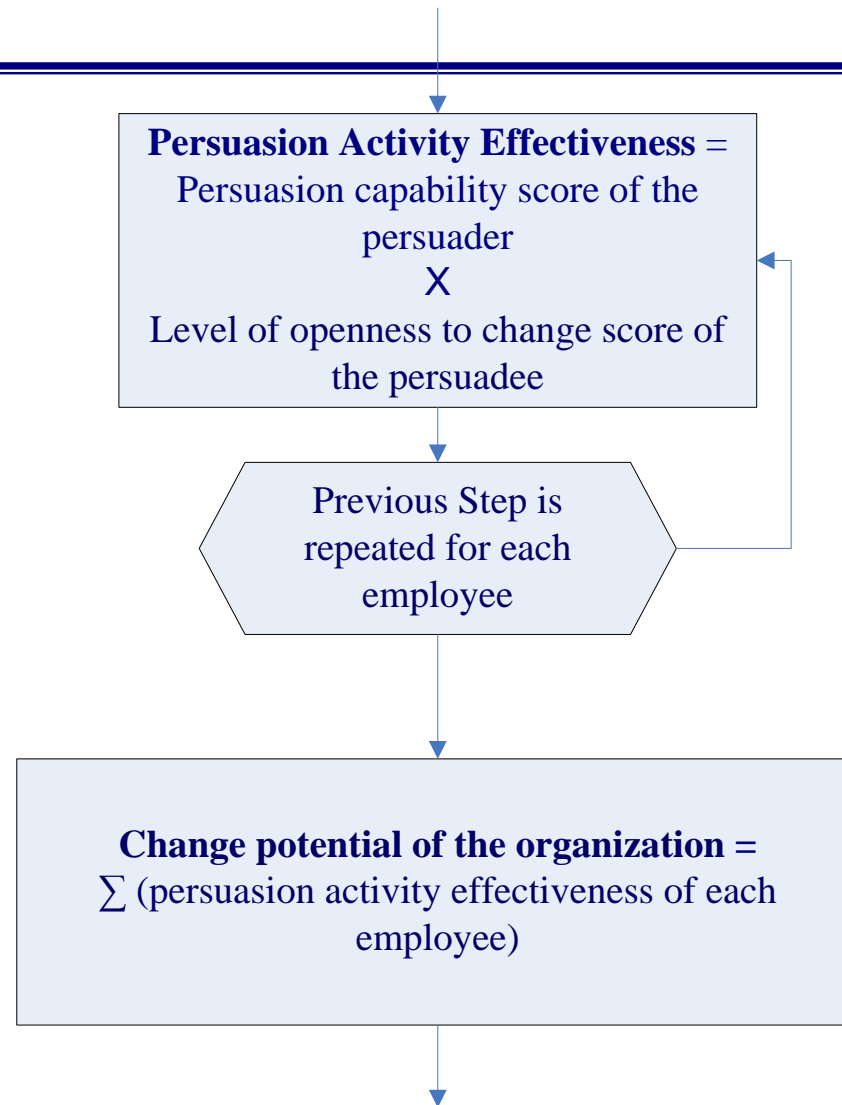 Persuasion Activity Effectiveness =
Persuasion capability score of the
persuader
X
Level of openness to change score of
the persuadee
Previous Step is
repeated for each
employee
Change potential of the organization =
∑ (persuasion activity effectiveness of each
employee)